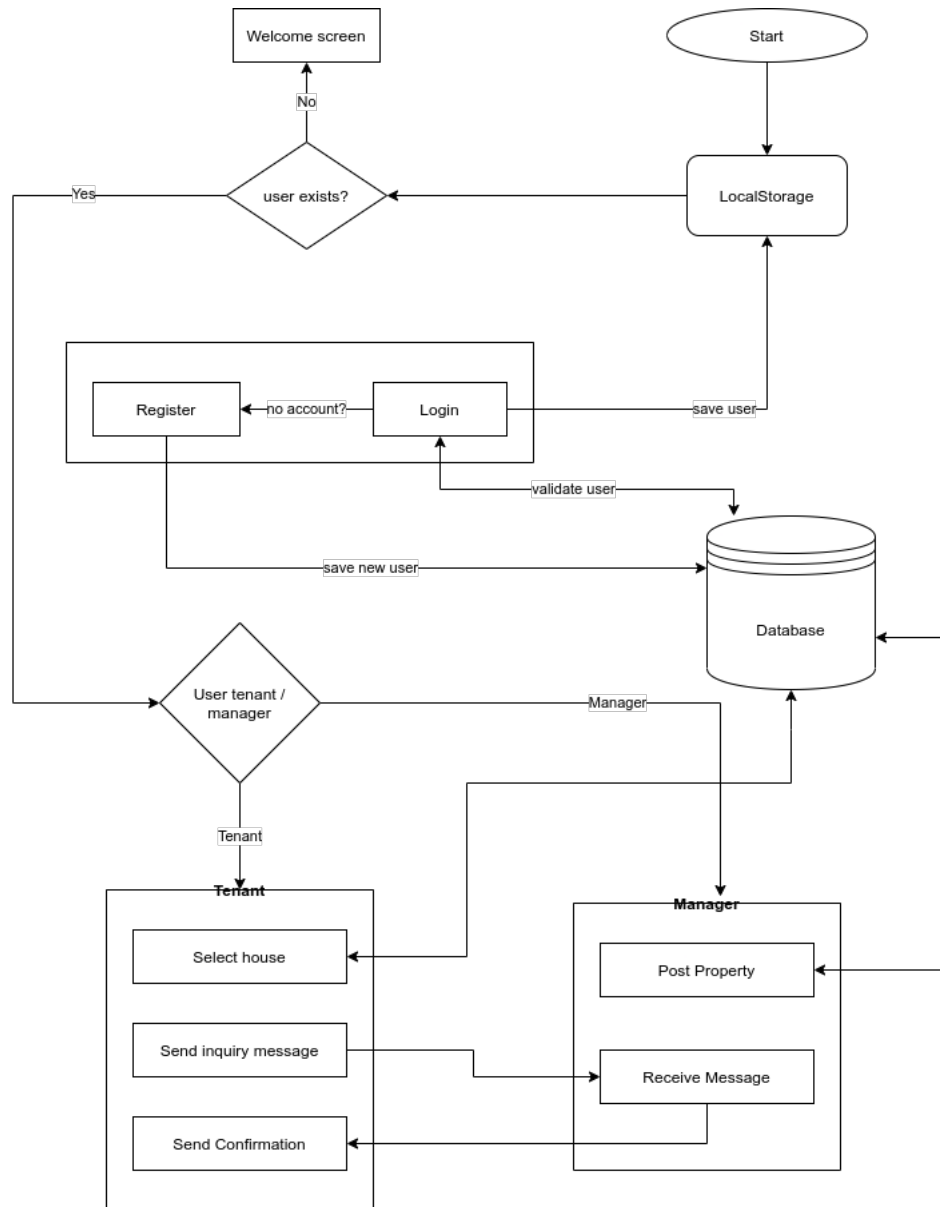 Welcome screen
Start
No
Yes
user exists?
LocalStorage
Register
no account?
Login
save user
validate user
save new user
Database
User tenant /
manager
Manager
Tenant
Tenant
Manager
Select house
Post Property
Send inquiry message
Receive Message
Send Confirmation